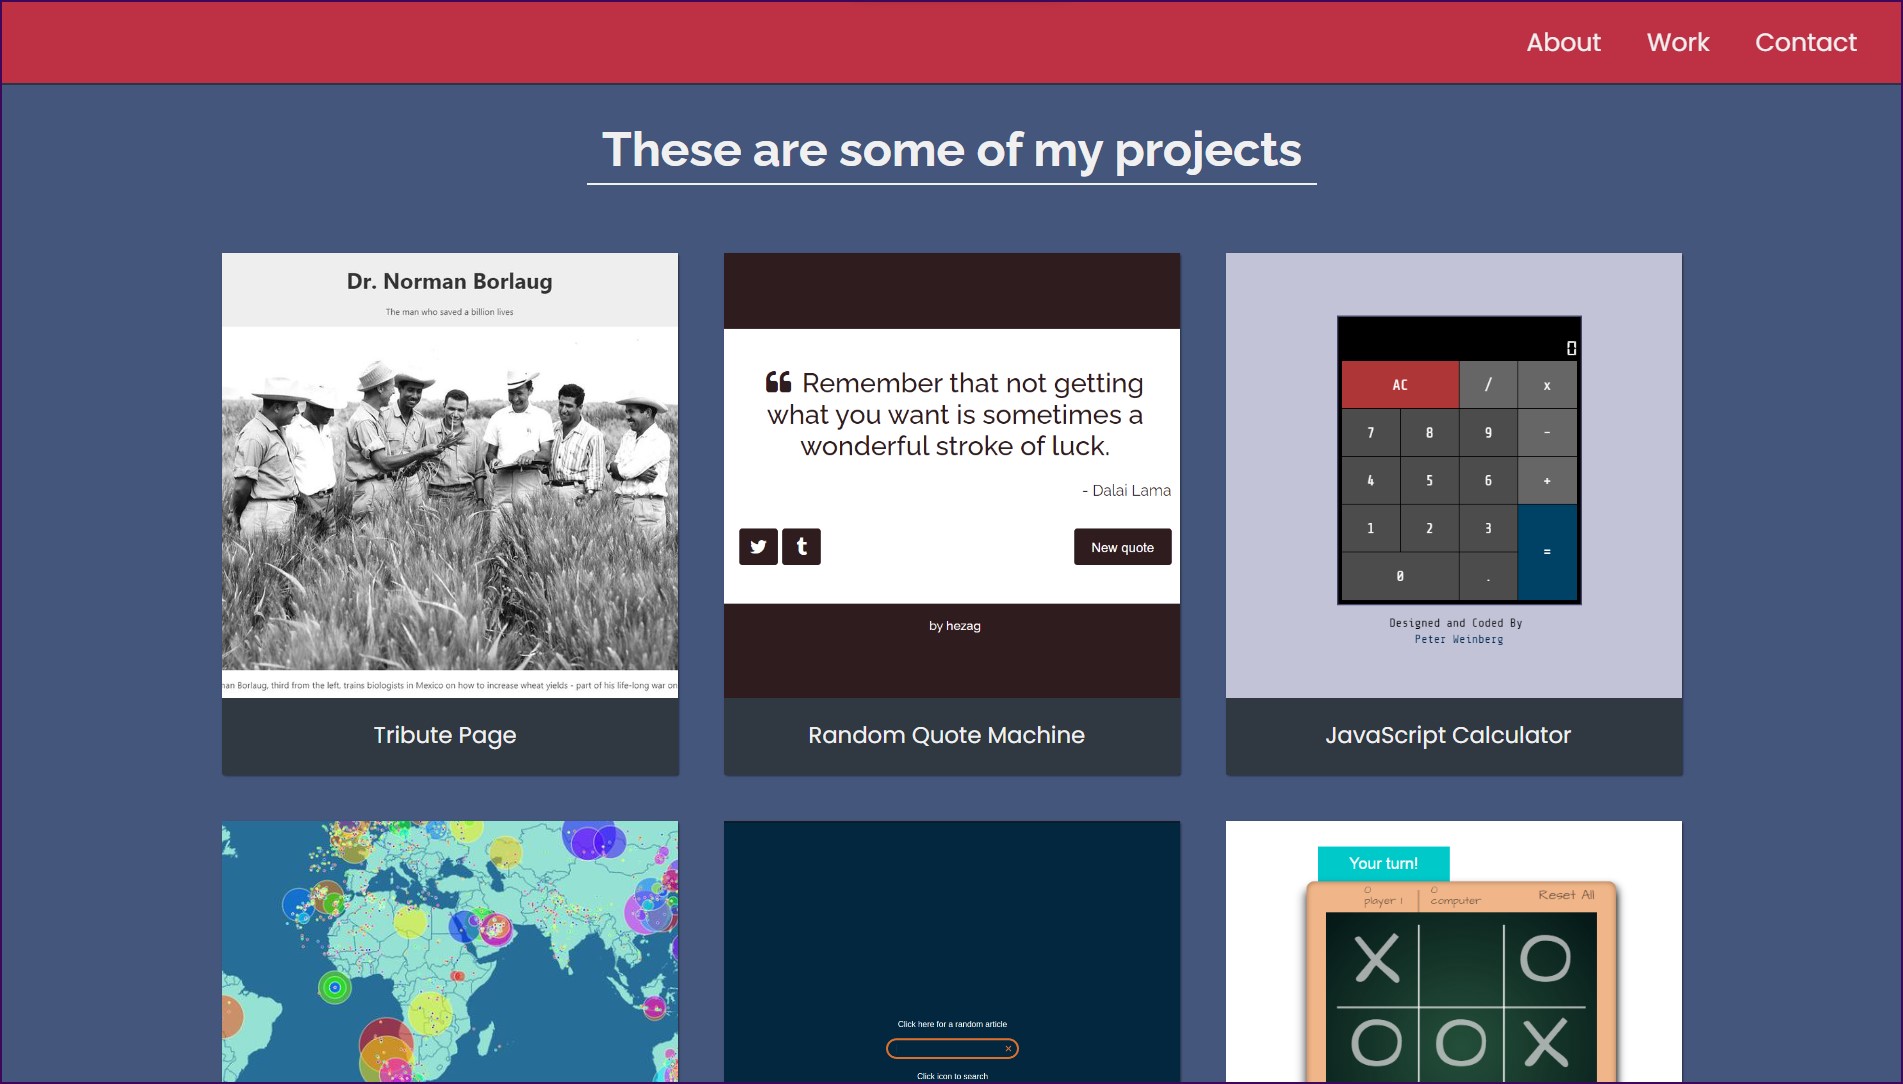 About Work Contact
These are some of my projects
Dr. Norman Borlaug
The man who saved a billion lives
Borlaug, third from the left, trains biologists in Mexico on how to increase wheat yields - part of his life-long war on
Tribute Page
Remember that not getting
what you want is sometimes a
wonderful stroke of luck.
- Dalai Lama
New quote
by hezag
Random Quote Machine
0
AC / x
7 8 9 -
4 5 6 +
1 2 3
=
0 .
Designed and Coded By
Peter Weinberg
JavaScript Calculator
Click here for a random article
Click icon to search
Your turn!
0 0
player 1 computer Reset All
X O
O O X